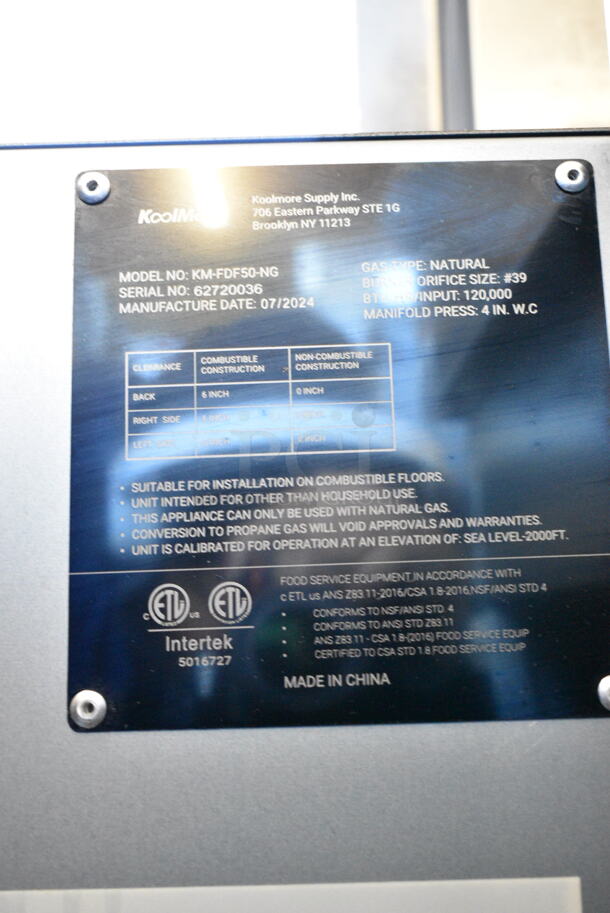 Koolmore Supply Inc.
706 Eastern Parkway STE 1G
Brooklyn NY 11213
MODEL NO: KM-FDF50-NG
SERIAL NO: 62720036
MANUFACTURE DATE: 07/2024
GAS TYPE: NATURAL
ORIFICE SIZE: #39
INPUT: 120,000
MANIFOLD PRESS: 4 IN. W.C
CLEARANCE COMBUSTIBLE CONSTRUCTION NON-COMBUSTIBLE CONSTRUCTION
BACK 6 INCH 0 INCH
RIGHT SIDE
INCH
• SUITABLE FOR INSTALLATION ON COMBUSTIBLE FLOORS.
• UNIT INTENDED FOR OTHER THAN HOUSEHOLD USE.
• THIS APPLIANCE CAN ONLY BE USED WITH NATURAL GAS.
• CONVERSION TO PROPANE GAS WILL VOID APPROVALS AND WARRANTIES.
• UNIT IS CALIBRATED FOR OPERATION AT AN ELEVATION OF: SEA LEVEL-2000FT.
c ETL us ETL
Intertek
5016727
FOOD SERVICE EQUIPMENT,IN ACCORDANCE WITH
c ETL us ANS Z83.11-2016/CSA 1.8-2016,NSF/ANSI STD 4
• CONFORMS TO NSF/ANSI STD. 4
• CONFORMS TO ANSI STD Z83.11
• ANS Z83.11 - CSA 1.8-(2016) FOOD SERVICE EQUIP
• CERTIFIED TO CSA STD 1.8,FOOD SERVICE EQUIP
MADE IN CHINA